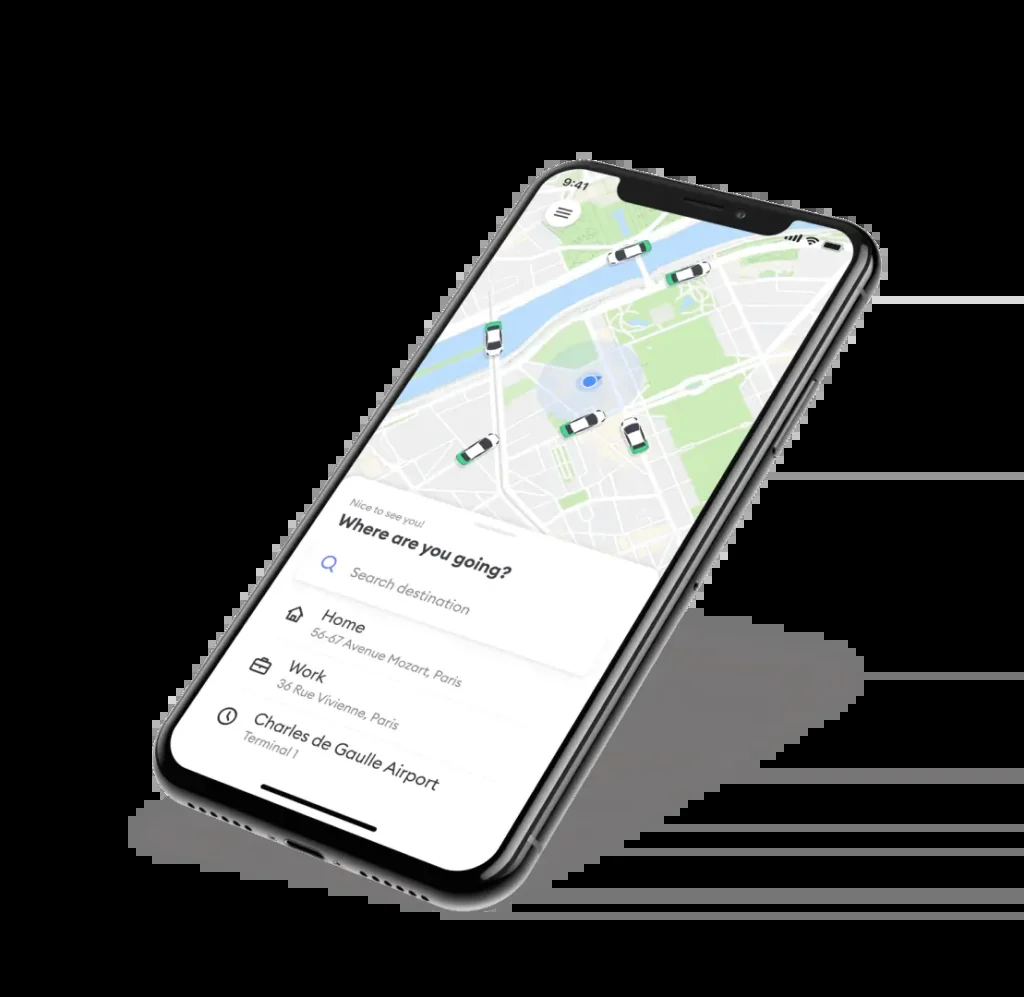 9:41
Nice to see you!
Where are you going?
Search destination
Home
56-67 Avenue Mozart, Paris
Work
36 Rue Vivienne, Paris
Charles de Gaulle Airport
Terminal 1